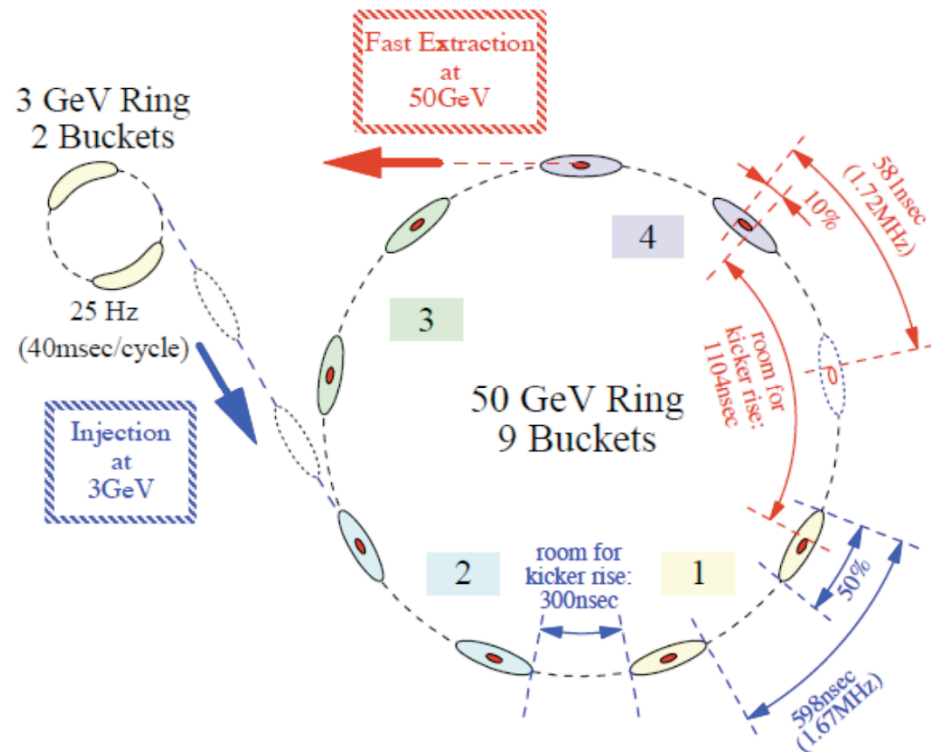 Fast Extraction
at
50GeV
3 GeV Ring
2 Buckets
25 Hz
(40msec/cycle)
Injection
at
3GeV
4
3
2
1
50 GeV Ring
9 Buckets
10%
581nsec
(1.72MHz)
room for
kicker rise:
1104nsec
room for
kicker rise:
300nsec
50%
598nsec
(1.67MHz)